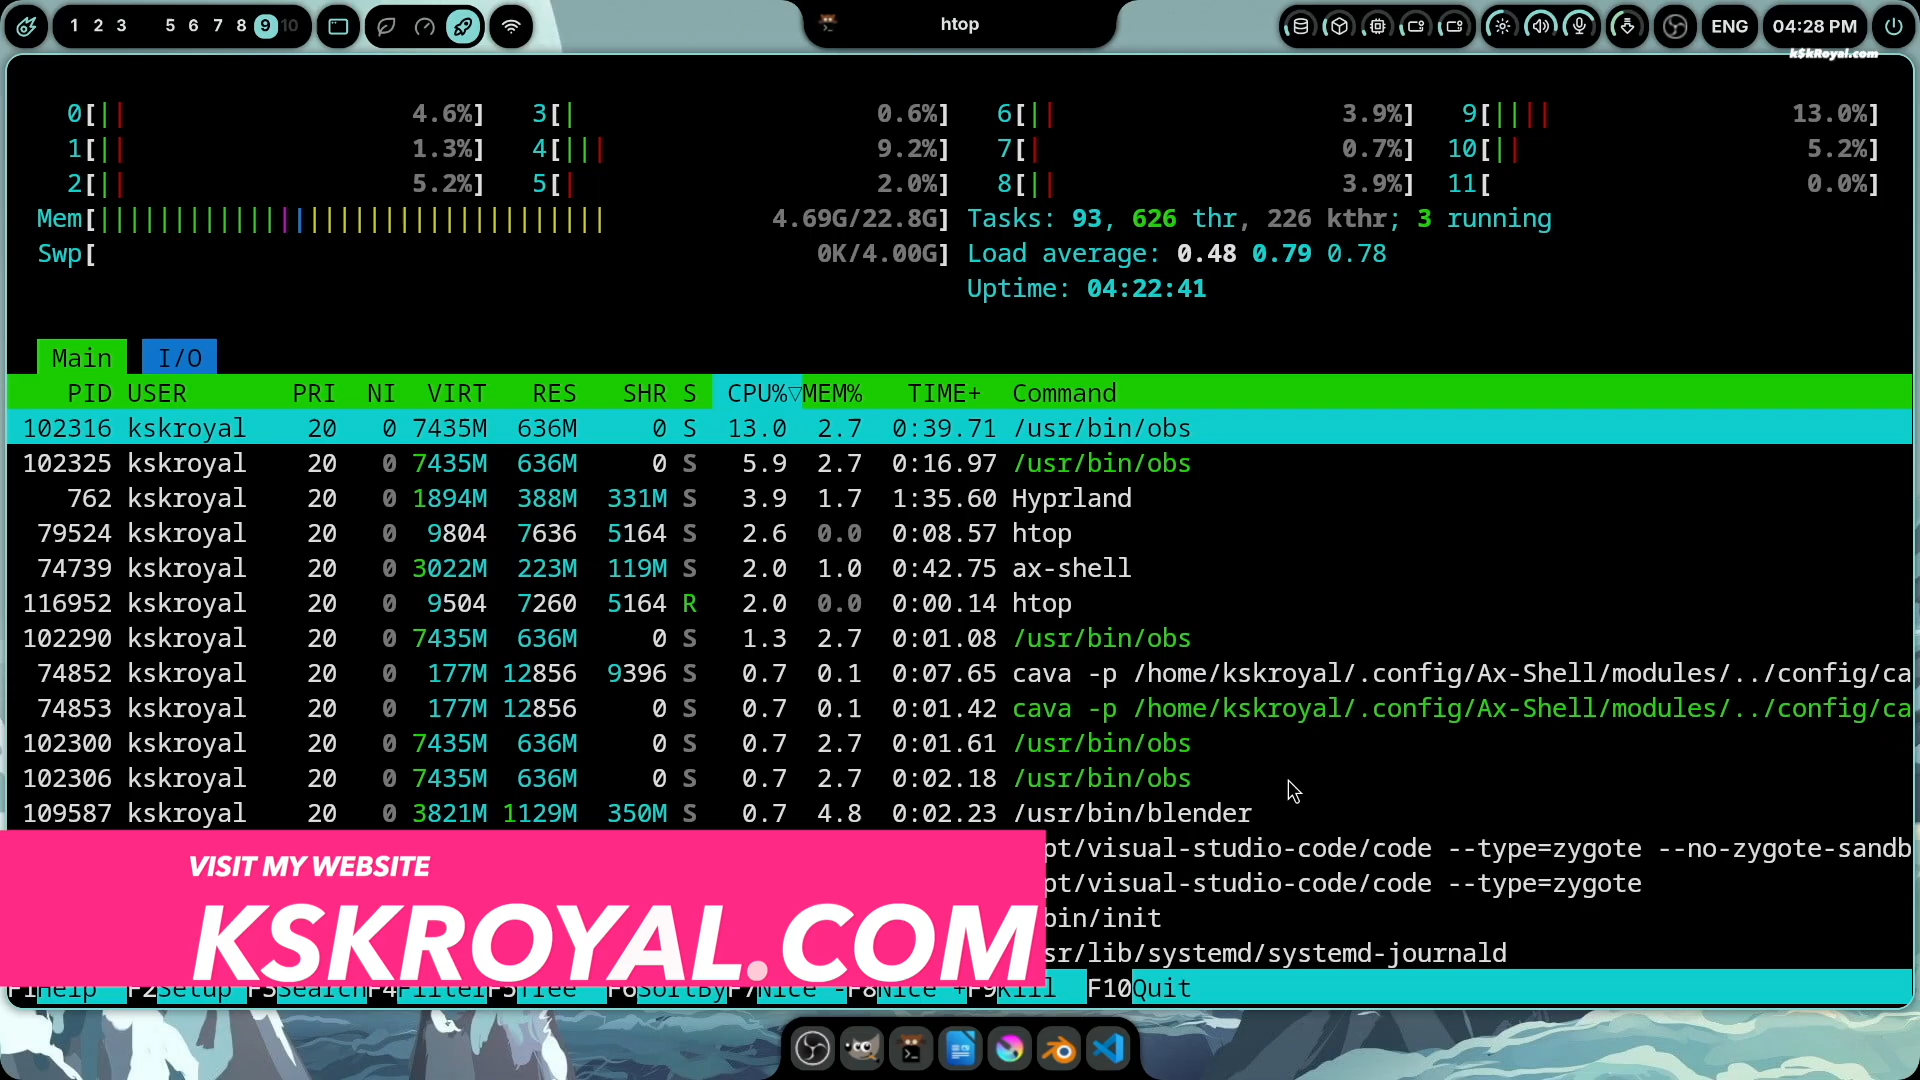 1 2 3 5 6 7 8 9 10
htop
ENG 04:28 PM
kskRoyal.com
0[|| 4.6%] 3[| 0.6%] 6[|| 3.9%] 9[|||| 13.0%]
1[|| 1.3%] 4[||| 9.2%] 7[| 0.7%] 10[|| 5.2%]
2[|| 5.2%] 5[| 2.0%] 8[|| 3.9%] 11[ 0.0%]
Mem[|||||||||||||||||||||||||||||||||| 4.69G/22.8G] Tasks: 93, 626 thr, 226 kthr; 3 running
Swp[ 0K/4.00G] Load average: 0.48 0.79 0.78
Uptime: 04:22:41
Main I/O
PID USER PRI NI VIRT RES SHR S CPU%▽MEM% TIME+ Command
102316 kskroyal 20 0 7435M 636M 0 S 13.0 2.7 0:39.71 /usr/bin/obs
102325 kskroyal 20 0 7435M 636M 0 S 5.9 2.7 0:16.97 /usr/bin/obs
762 kskroyal 20 0 1894M 388M 331M S 3.9 1.7 1:35.60 Hyprland
79524 kskroyal 20 0 9804 7636 5164 S 2.6 0.0 0:08.57 htop
74739 kskroyal 20 0 3022M 223M 119M S 2.0 1.0 0:42.75 ax-shell
116952 kskroyal 20 0 9504 7260 5164 R 2.0 0.0 0:00.14 htop
102290 kskroyal 20 0 7435M 636M 0 S 1.3 2.7 0:01.08 /usr/bin/obs
74852 kskroyal 20 0 177M 12856 9396 S 0.7 0.1 0:07.65 cava -p /home/kskroyal/.config/Ax-Shell/modules/../config/ca
74853 kskroyal 20 0 177M 12856 0 S 0.7 0.1 0:01.42 cava -p /home/kskroyal/.config/Ax-Shell/modules/../config/ca
102300 kskroyal 20 0 7435M 636M 0 S 0.7 2.7 0:01.61 /usr/bin/obs
102306 kskroyal 20 0 7435M 636M 0 S 0.7 2.7 0:02.18 /usr/bin/obs
109587 kskroyal 20 0 3821M 1129M 350M S 0.7 4.8 0:02.23 /usr/bin/blender
pt/visual-studio-code/code --type=zygote --no-zygote-sandb
pt/visual-studio-code/code --type=zygote
bin/init
sr/lib/systemd/systemd-journald
VISIT MY WEBSITE
KSKROYAL.COM
F1Help F2Setup F3SearchF4FilterF5Tree F6SortByF7Nice -F8Nice +F9Kill F10Quit